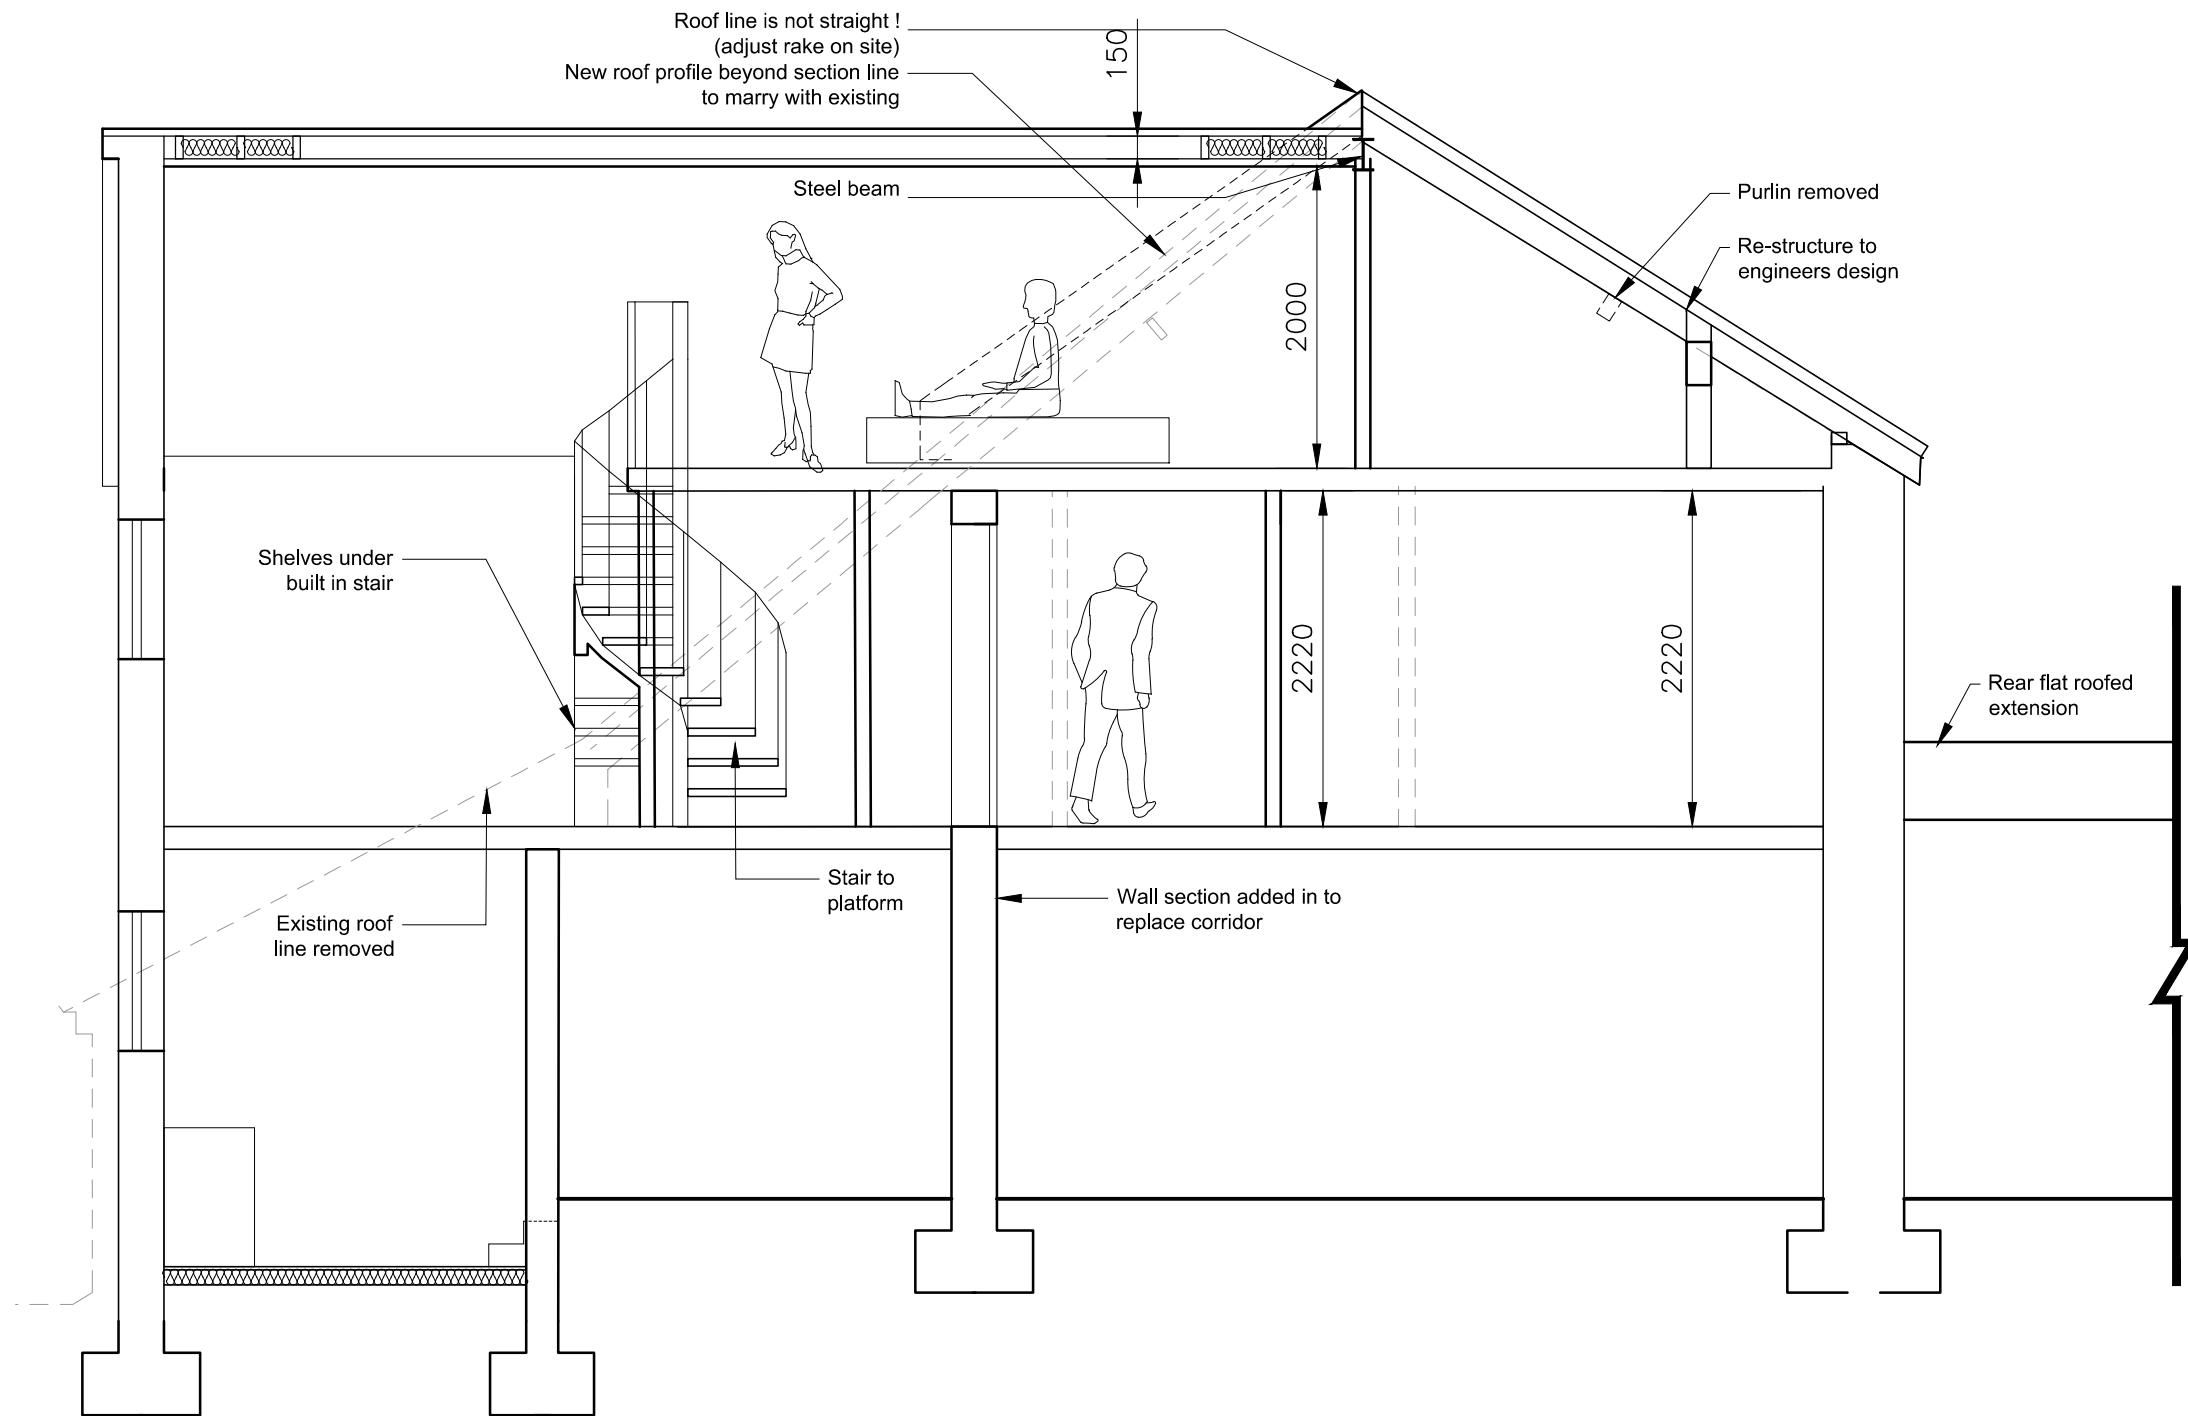 Roof line is not straight !
(adjust rake on site)
New roof profile beyond section line
to marry with existing
150
Steel beam
Purlin removed
Re-structure to
engineers design
2000
Shelves under
built in stair
2220
2220
Rear flat roofed
extension
Stair to
platform
Wall section added in to
replace corridor
Existing roof
line removed